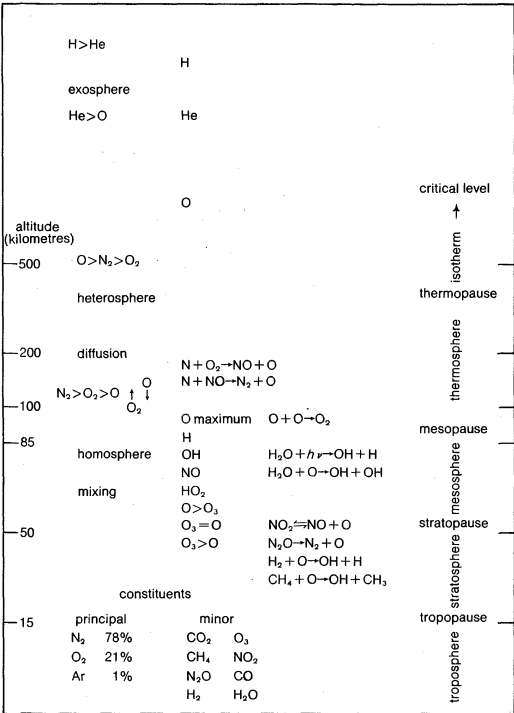 H>He
H
exosphere
He>O He
O
critical level
↑
altitude
(kilometres)
isotherm
500 O>N₂>O₂
heterosphere thermopause
200 diffusion
thermosphere
N+O₂→NO+O
N+NO→N₂+O
O
N₂>O₂>O ↑ ↓
O₂
100
O maximum O+O→O₂
mesopause
H
85
homosphere OH H₂O+hν→OH+H
NO H₂O+O→OH+OH
mesosphere
mixing HO₂
O>O₃
O₃=O NO₂⇌NO+O stratopause
50
O₃>O N₂O→N₂+O
H₂+O→OH+H
CH₄+O→OH+CH₃
stratosphere
constituents
15 principal minor tropopause
N₂ 78% CO₂ O₃
O₂ 21% CH₄ NO₂
Ar 1% N₂O CO
H₂ H₂O
troposphere